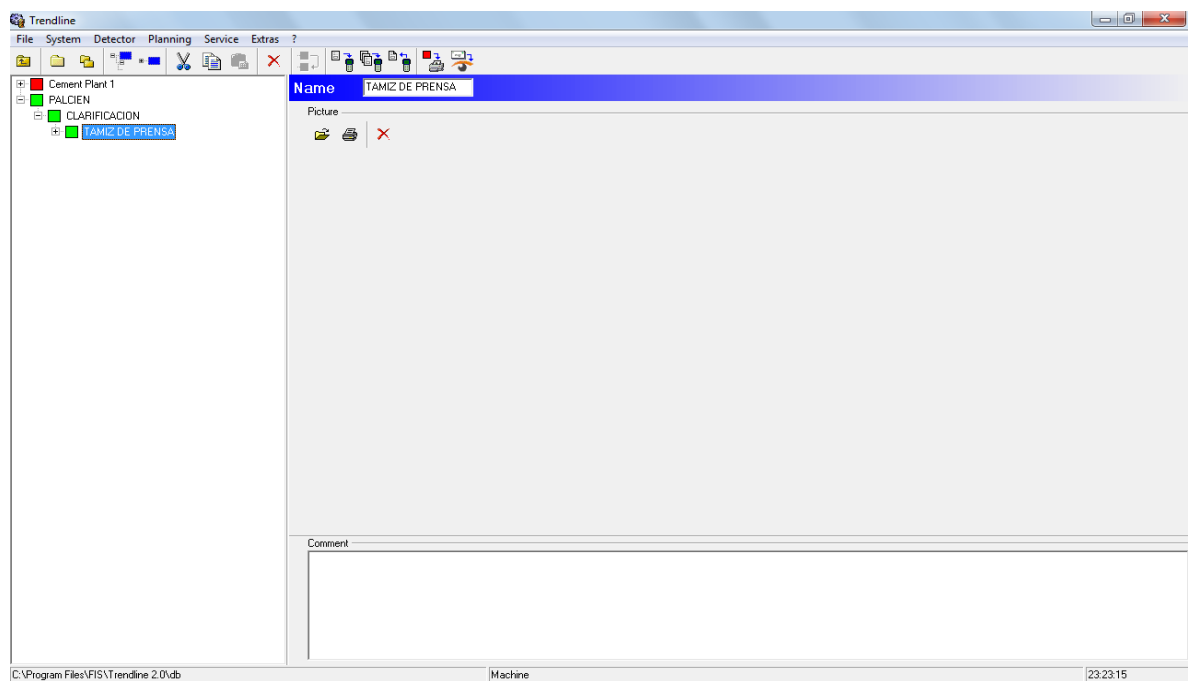 Trendline
File System Detector Planning Service Extras ?
Cement Plant 1
PALCIEN
CLARIFICACION
TAMIZ DE PRENSA
Name TAMIZ DE PRENSA
Picture
Comment
C:\Program Files\FIS\Trendline 2.0\db Machine 23:23:15